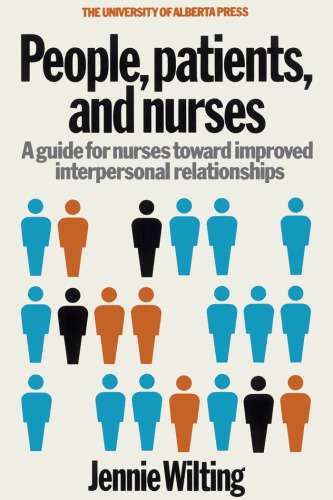 THE UNIVERSITY OF ALBERTA PRESS
People, patients,
and nurses
A guide for nurses toward improved
interpersonal relationships
Jennie Wilting